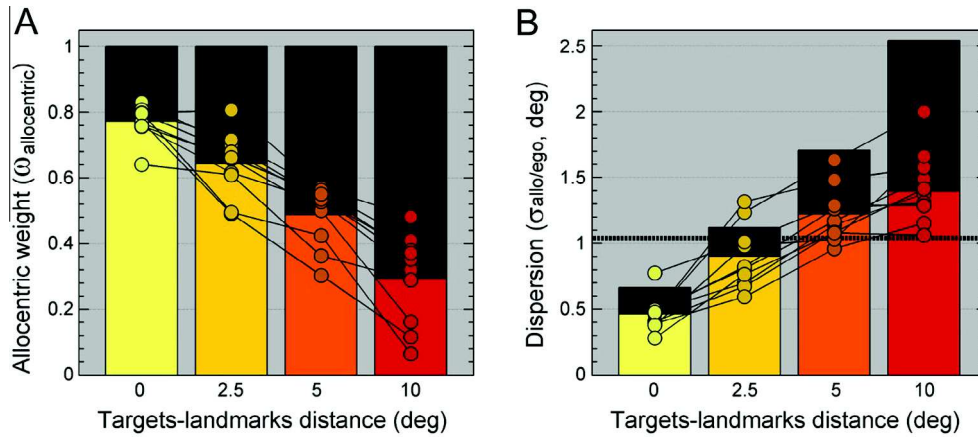 A
Allocentric weight (ω allocentric)
1
0.8
0.6
0.4
0.2
0
0 2.5 5 10
Targets-landmarks distance (deg)
B
Dispersion (σallo/ego, deg)
2.5
2
1.5
1
0.5
0
0 2.5 5 10
Targets-landmarks distance (deg)